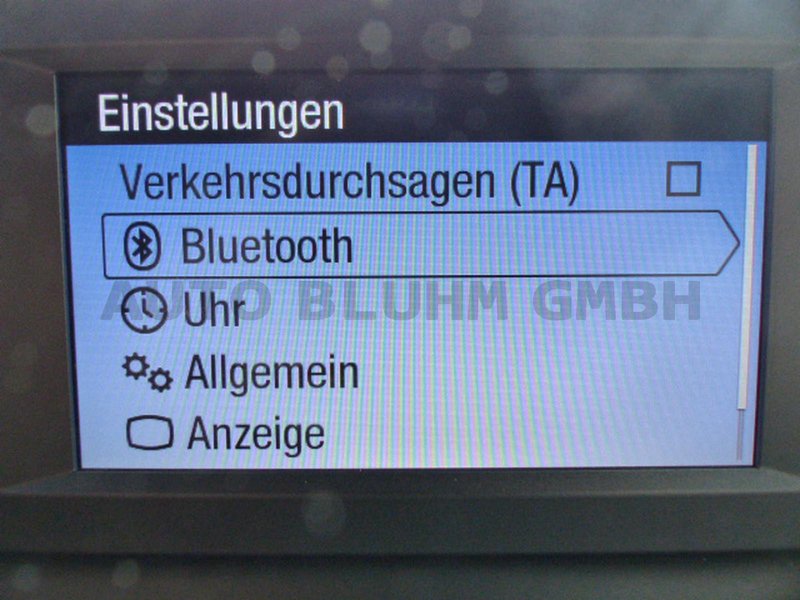 Einstellungen
Verkehrsdurchsagen (TA)
Bluetooth
AUTO BLUHM GMBH
Uhr
Allgemein
Anzeige